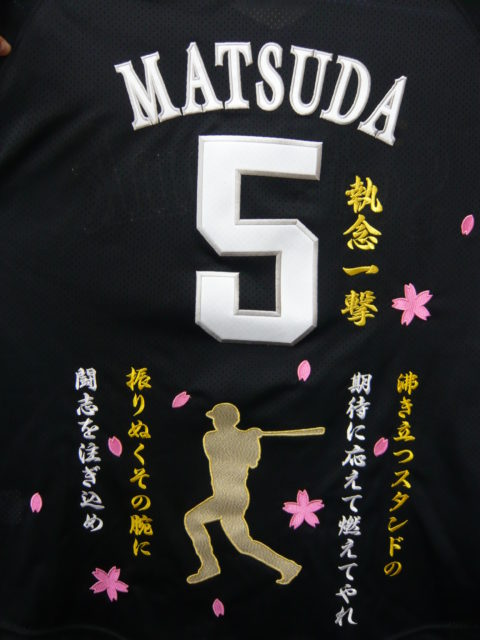 MATSUDA
5
執念一撃
沸き立つスタンドの
期待に応えて燃えてやれ
振りぬくその腕に
闘志を注ぎ込め